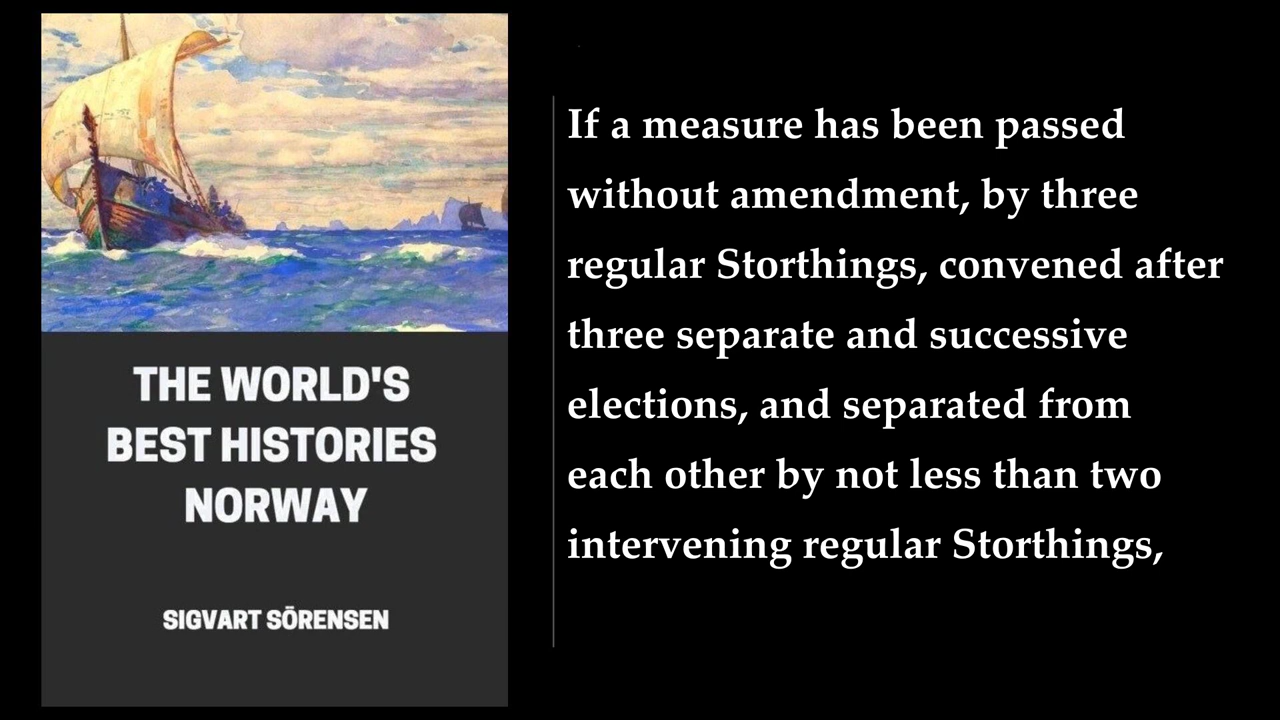 THE WORLD'S
BEST HISTORIES
NORWAY
SIGVART SÖRENSEN
If a measure has been passed
without amendment, by three
regular Storthings, convened after
three separate and successive
elections, and separated from
each other by not less than two
intervening regular Storthings,